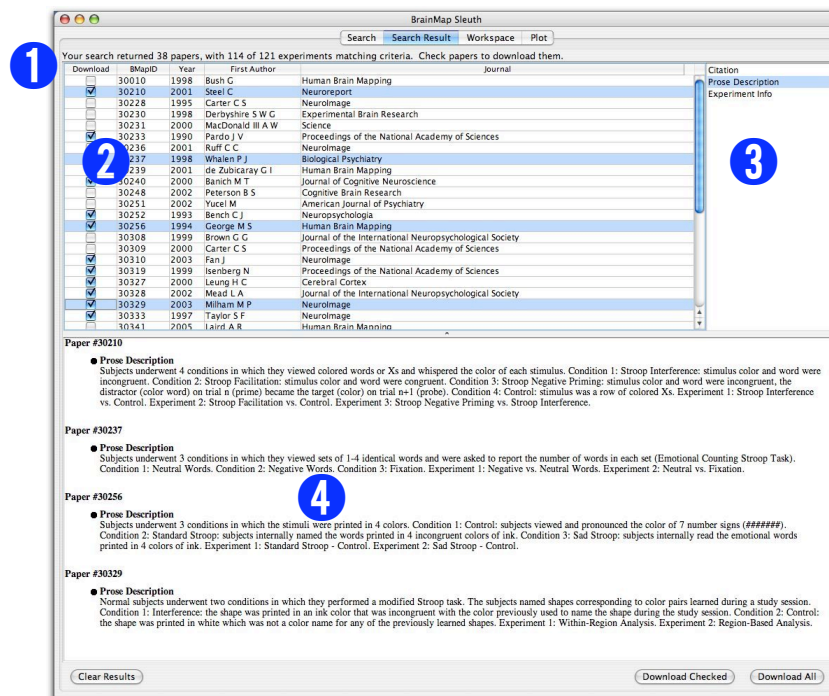 BrainMap Sleuth
Search Search Result Workspace Plot
1
Your search returned 38 papers, with 114 of 121 experiments matching criteria. Check papers to download them.
Download BMapID Year First Author Journal
Citation
30010 1998 Bush G Human Brain Mapping
Prose Description
30210 2001 Steel C Neuroreport
Experiment Info
30228 1995 Carter C S NeuroImage
30230 1998 Derbyshire S W G Experimental Brain Research
30231 2000 MacDonald III A W Science
30233 1990 Pardo J V Proceedings of the National Academy of Sciences
30236 2001 Ruff C C NeuroImage
2
3
30237 1998 Whalen P J Biological Psychiatry
30239 2001 de Zubicaray G I Human Brain Mapping
30240 2000 Banich M T Journal of Cognitive Neuroscience
30248 2002 Peterson B S Cognitive Brain Research
30251 2002 Yucel M American Journal of Psychiatry
30252 1993 Bench C J Neuropsychologia
30256 1994 George M S Human Brain Mapping
30308 1999 Brown G G Journal of the International Neuropsychological Society
30309 2000 Carter C S Proceedings of the National Academy of Sciences
30310 2003 Fan J NeuroImage
30319 1999 Isenberg N Proceedings of the National Academy of Sciences
30327 2000 Leung H C Cerebral Cortex
30328 2002 Mead L A Journal of the International Neuropsychological Society
30329 2003 Milham M P NeuroImage
30333 1997 Taylor S F NeuroImage
30341 2005 Laird A R Human Brain Mapping
Paper #30210
● Prose Description
Subjects underwent 4 conditions in which they viewed colored words or Xs and whispered the color of each stimulus. Condition 1: Stroop Interference: stimulus color and word were
incongruent. Condition 2: Stroop Facilitation: stimulus color and word were congruent. Condition 3: Stroop Negative Priming: stimulus color and word were incongruent, the
distractor (color word) on trial n (prime) became the target (color) on trial n+1 (probe). Condition 4: Control: stimulus was a row of colored Xs. Experiment 1: Stroop Interference
vs. Control. Experiment 2: Stroop Facilitation vs. Control. Experiment 3: Stroop Negative Priming vs. Stroop Interference.
Paper #30237
● Prose Description
Subjects underwent 3 conditions in which they viewed sets of 1-4 identical words and were asked to report the number of words in each set (Emotional Counting Stroop Task).
Condition 1: Neutral Words. Condition 2: Negative Words. Condition 3: Fixation. Experiment 1: Negative vs. Neutral Words. Experiment 2: Neutral vs. Fixation.
4
Paper #30256
● Prose Description
Subjects underwent 3 conditions in which the stimuli were printed in 4 colors. Condition 1: Control: subjects viewed and pronounced the color of 7 number signs (#######).
Condition 2: Standard Stroop: subjects internally named the words printed in 4 incongruent colors of ink. Condition 3: Sad Stroop: subjects internally read the emotional words
printed in 4 colors of ink. Experiment 1: Standard Stroop - Control. Experiment 2: Sad Stroop - Control.
Paper #30329
● Prose Description
Normal subjects underwent two conditions in which they performed a modified Stroop task. The subjects named shapes corresponding to color pairs learned during a study session.
Condition 1: Interference: the shape was printed in an ink color that was incongruent with the color previously used to name the shape during the study session. Condition 2: Control:
the shape was printed in white which was not a color name for any of the previously learned shapes. Experiment 1: Within-Region Analysis. Experiment 2: Region-Based Analysis.
Clear Results Download Checked Download All